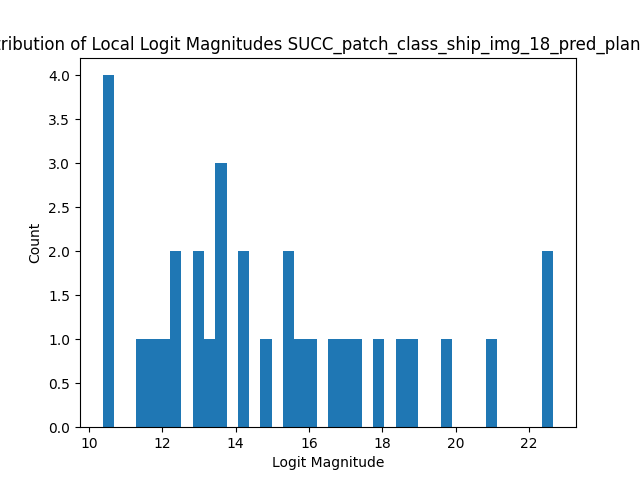 tribution of Local Logit Magnitudes SUCC_patch_class_ship_img_18_pred_plan
4.0
3.5
3.0
2.5
2.0
1.5
1.0
0.5
0.0
Count
10 12 14 16 18 20 22
Logit Magnitude